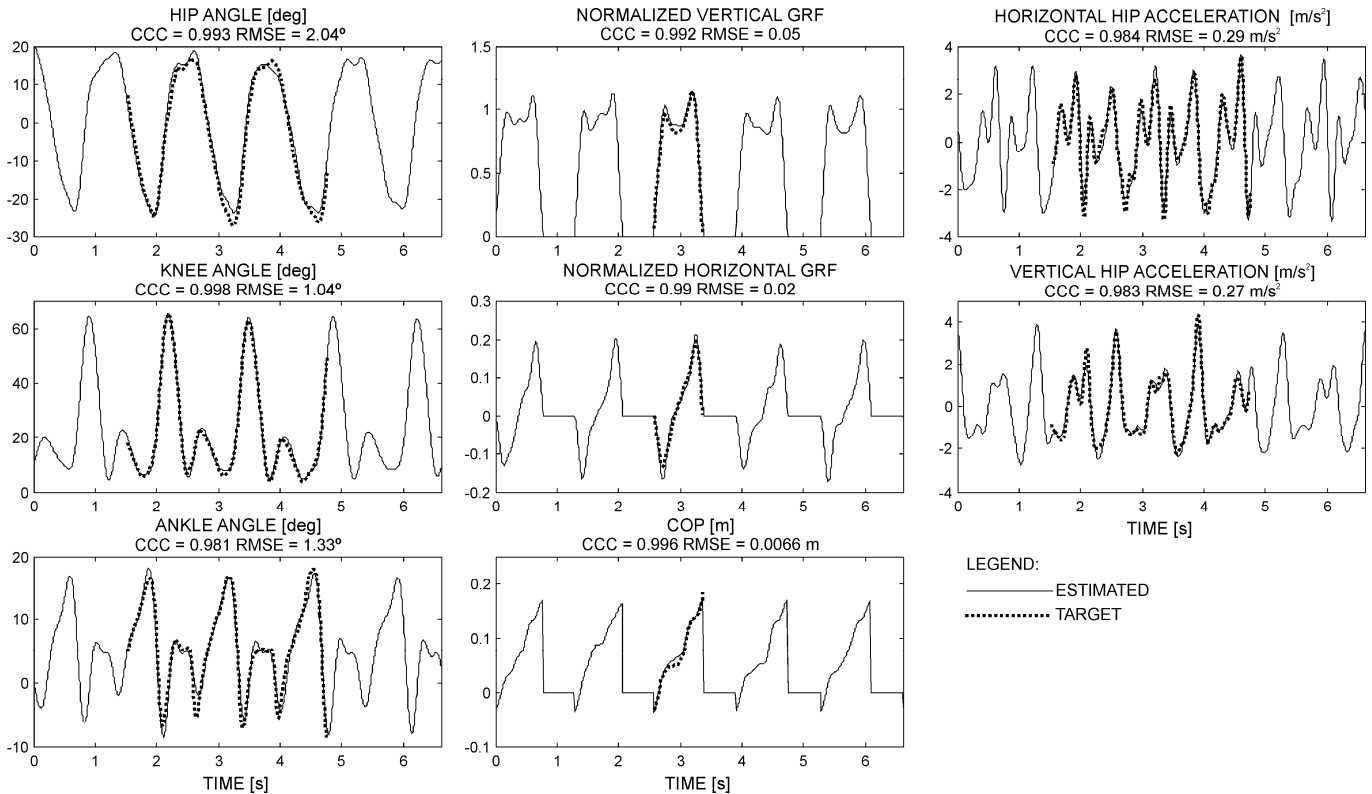 HIP ANGLE [deg]
CCC = 0.993 RMSE = 2.04º
20
10
0
-10
-20
-30
0 1 2 3 4 5 6
KNEE ANGLE [deg]
CCC = 0.998 RMSE = 1.04º
60
40
20
0
0 1 2 3 4 5 6
ANKLE ANGLE [deg]
CCC = 0.981 RMSE = 1.33º
20
10
0
-10
0 1 2 3 4 5 6
TIME [s]
NORMALIZED VERTICAL GRF
CCC = 0.992 RMSE = 0.05
1.5
1
0.5
0
0 1 2 3 4 5 6
NORMALIZED HORIZONTAL GRF
CCC = 0.99 RMSE = 0.02
0.3
0.2
0.1
0
-0.1
-0.2
0 1 2 3 4 5 6
COP [m]
CCC = 0.996 RMSE = 0.0066 m
0.2
0.1
0
-0.1
0 1 2 3 4 5 6
TIME [s]
HORIZONTAL HIP ACCELERATION [m/s²]
CCC = 0.984 RMSE = 0.29 m/s²
4
2
0
-2
-4
0 1 2 3 4 5 6
VERTICAL HIP ACCELERATION [m/s²]
CCC = 0.983 RMSE = 0.27 m/s²
4
2
0
-2
-4
0 1 2 3 4 5 6
TIME [s]
LEGEND:
ESTIMATED
TARGET